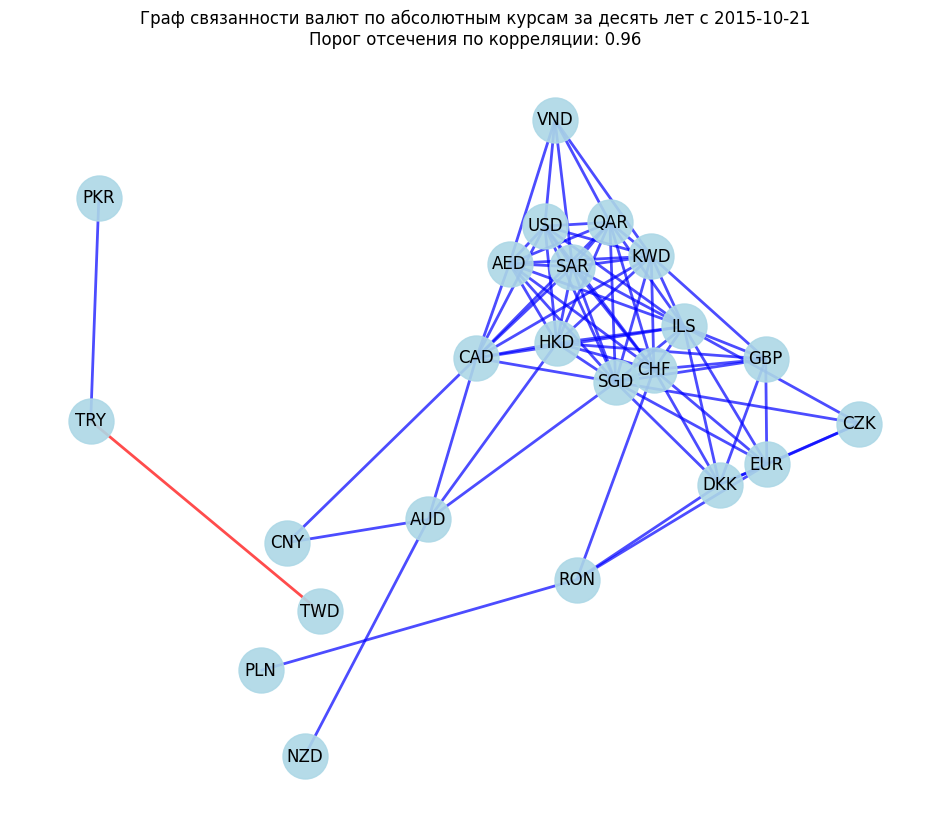 Граф связанности валют по абсолютным курсам за десять лет с 2015-10-21
Порог отсечения по корреляции: 0.96
VND
PKR
USD
QAR
AED
SAR
KWD
ILS
HKD
CAD
GBP
CHF
SGD
TRY
CZK
EUR
DKK
AUD
CNY
RON
TWD
PLN
NZD